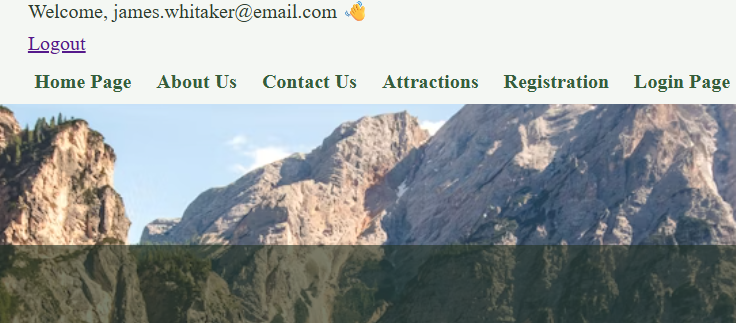 Welcome, james.whitaker@email.com 👋
Logout
Home Page About Us Contact Us Attractions Registration Login Page